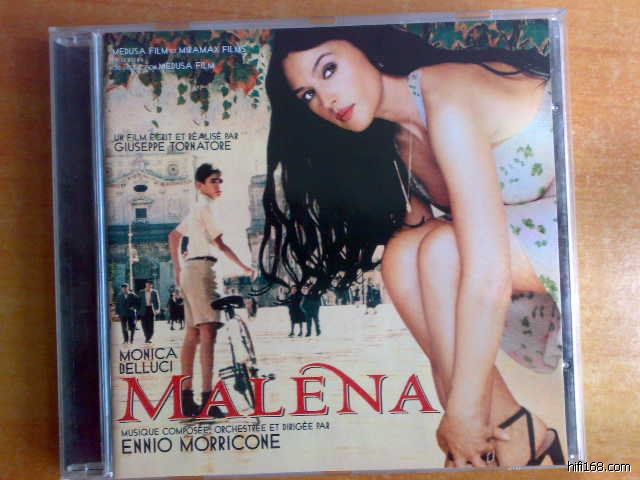 MEDUSA FILM ET MIRAMAX FILMS
MEDUSA FILM
UN FILM ÉCRIT ET RÉALISÉ PAR
GIUSEPPE TORNATORE
MONICA
BELLUCI
MALÈNA
MUSIQUE COMPOSÉE, ORCHESTRÉE ET DIRIGÉE PAR
ENNIO MORRICONE
hifi168.com